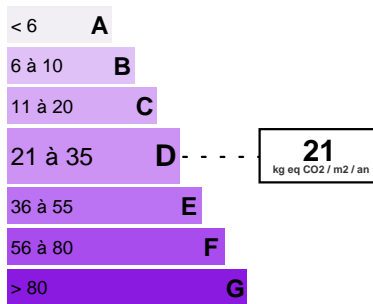 < 6 A
6 à 10 B
11 à 20 C
21 à 35 D
21
kg eq CO2 / m2 / an
36 à 55 E
56 à 80 F
> 80 G